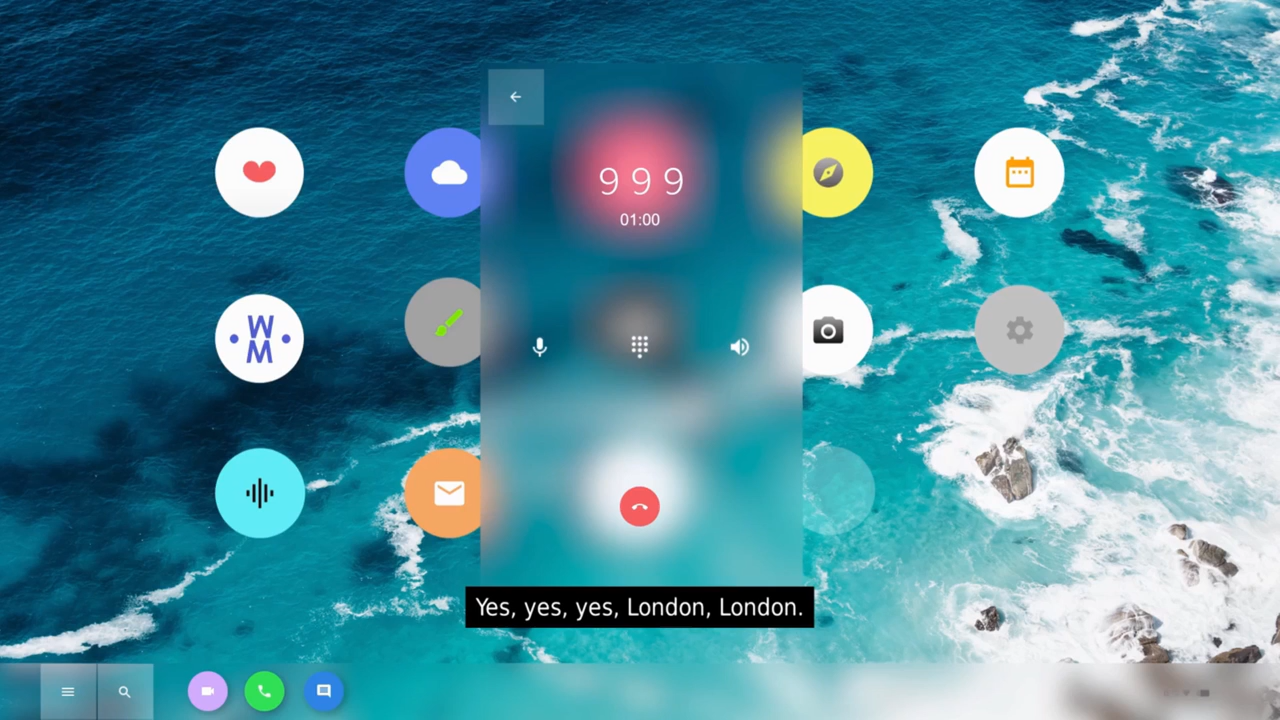 999
01:00
W
M
Yes, yes, yes, London, London.